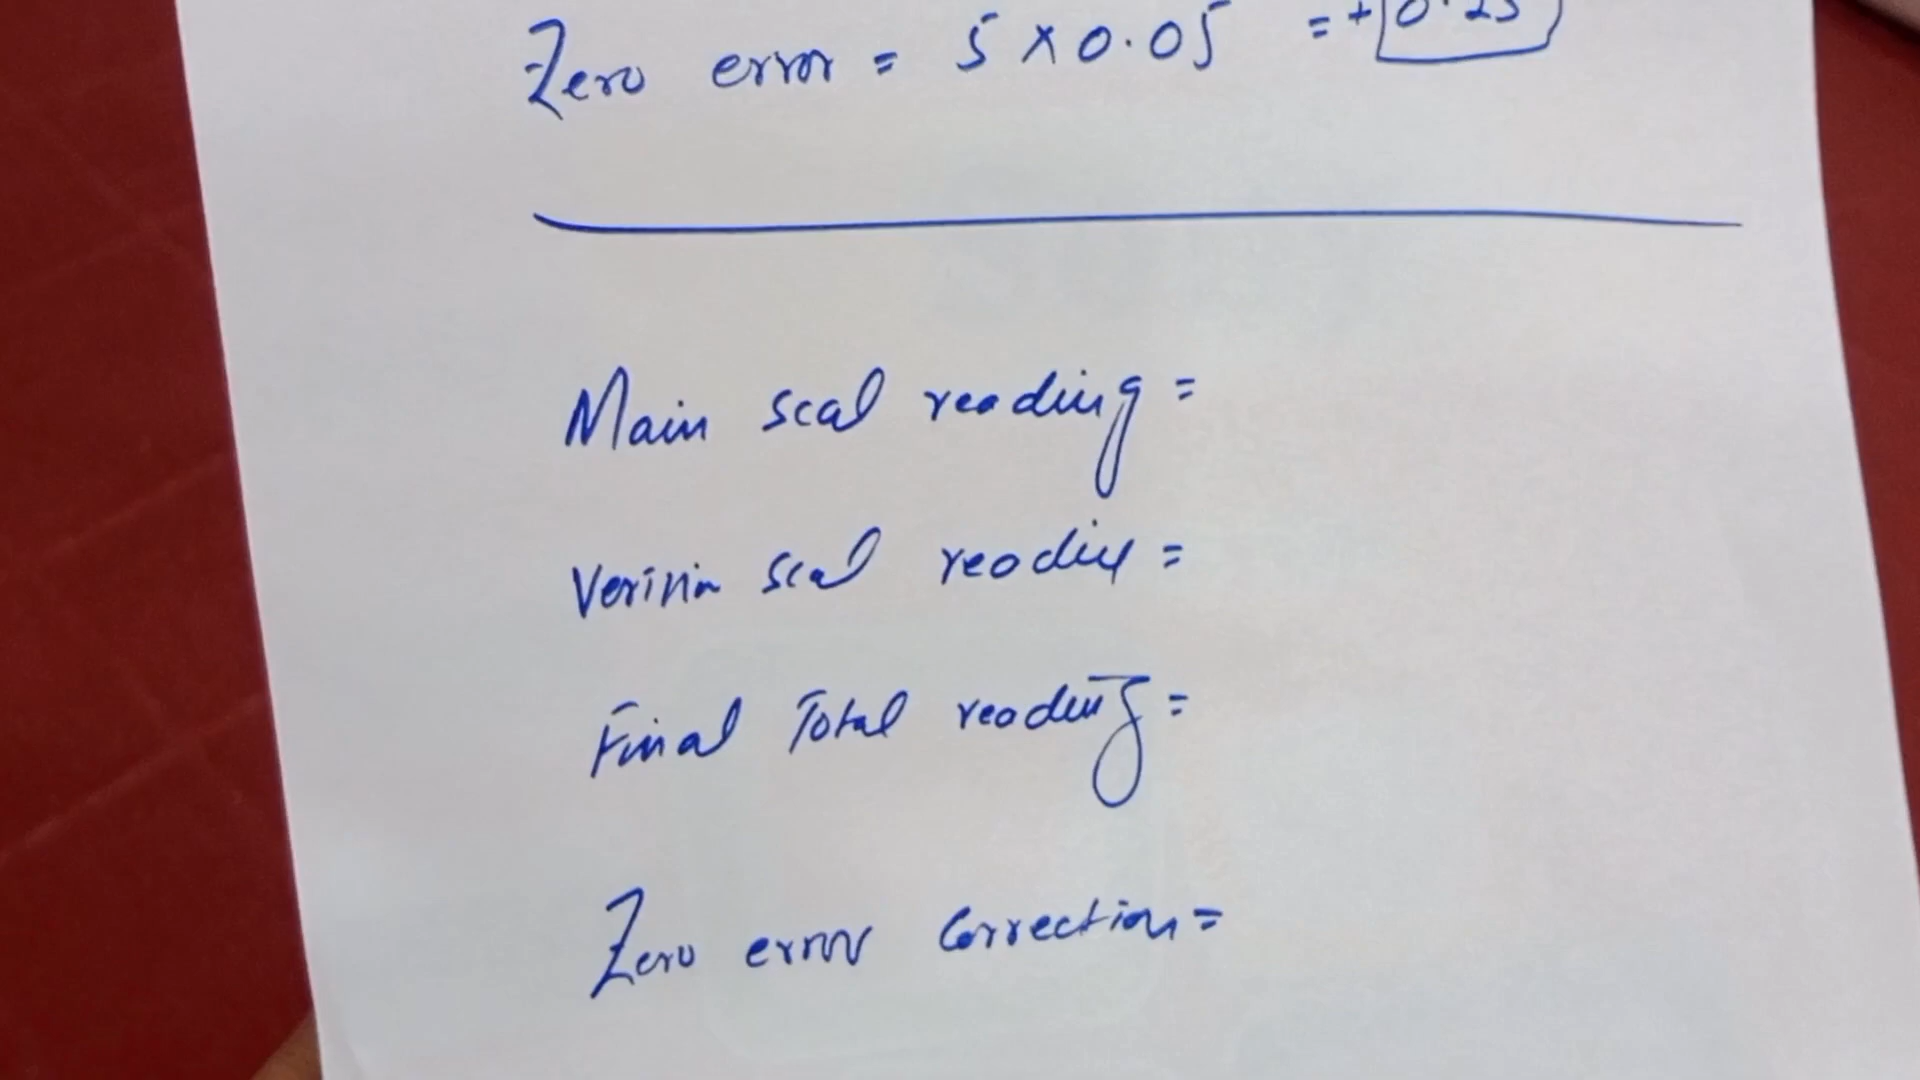 Zero error = 5 x 0.05 = + 0.25
Main scal reading =
Verinin scal reading =
Final Total reading =
Zero error Correction =